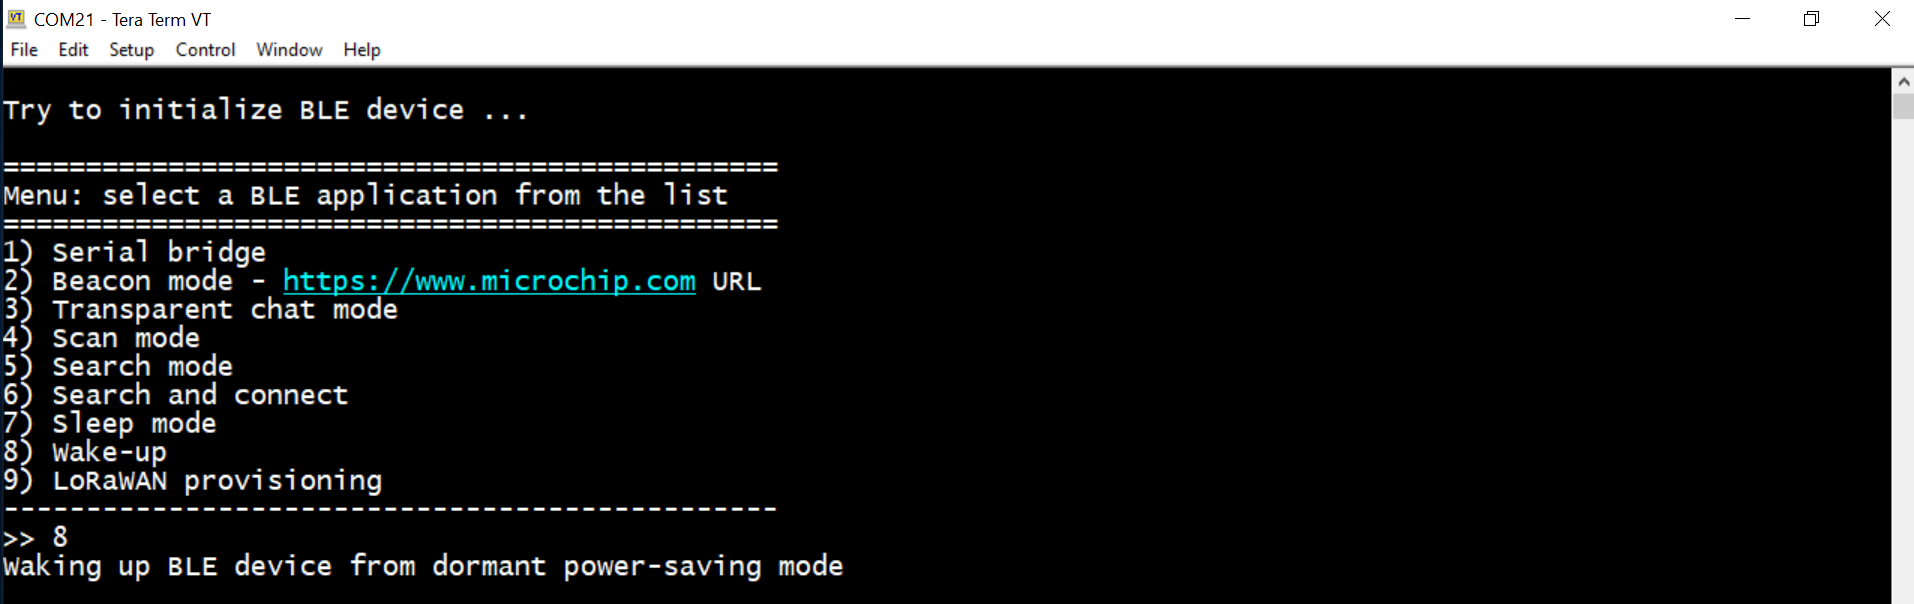 COM21 - Tera Term VT
File Edit Setup Control Window Help
Try to initialize BLE device ...
===============================================
Menu: select a BLE application from the list
===============================================
1) Serial bridge
2) Beacon mode - https://www.microchip.com URL
3) Transparent chat mode
4) Scan mode
5) Search mode
6) Search and connect
7) Sleep mode
8) Wake-up
9) LoRaWAN provisioning
-----------------------------------------------
>> 8
Waking up BLE device from dormant power-saving mode